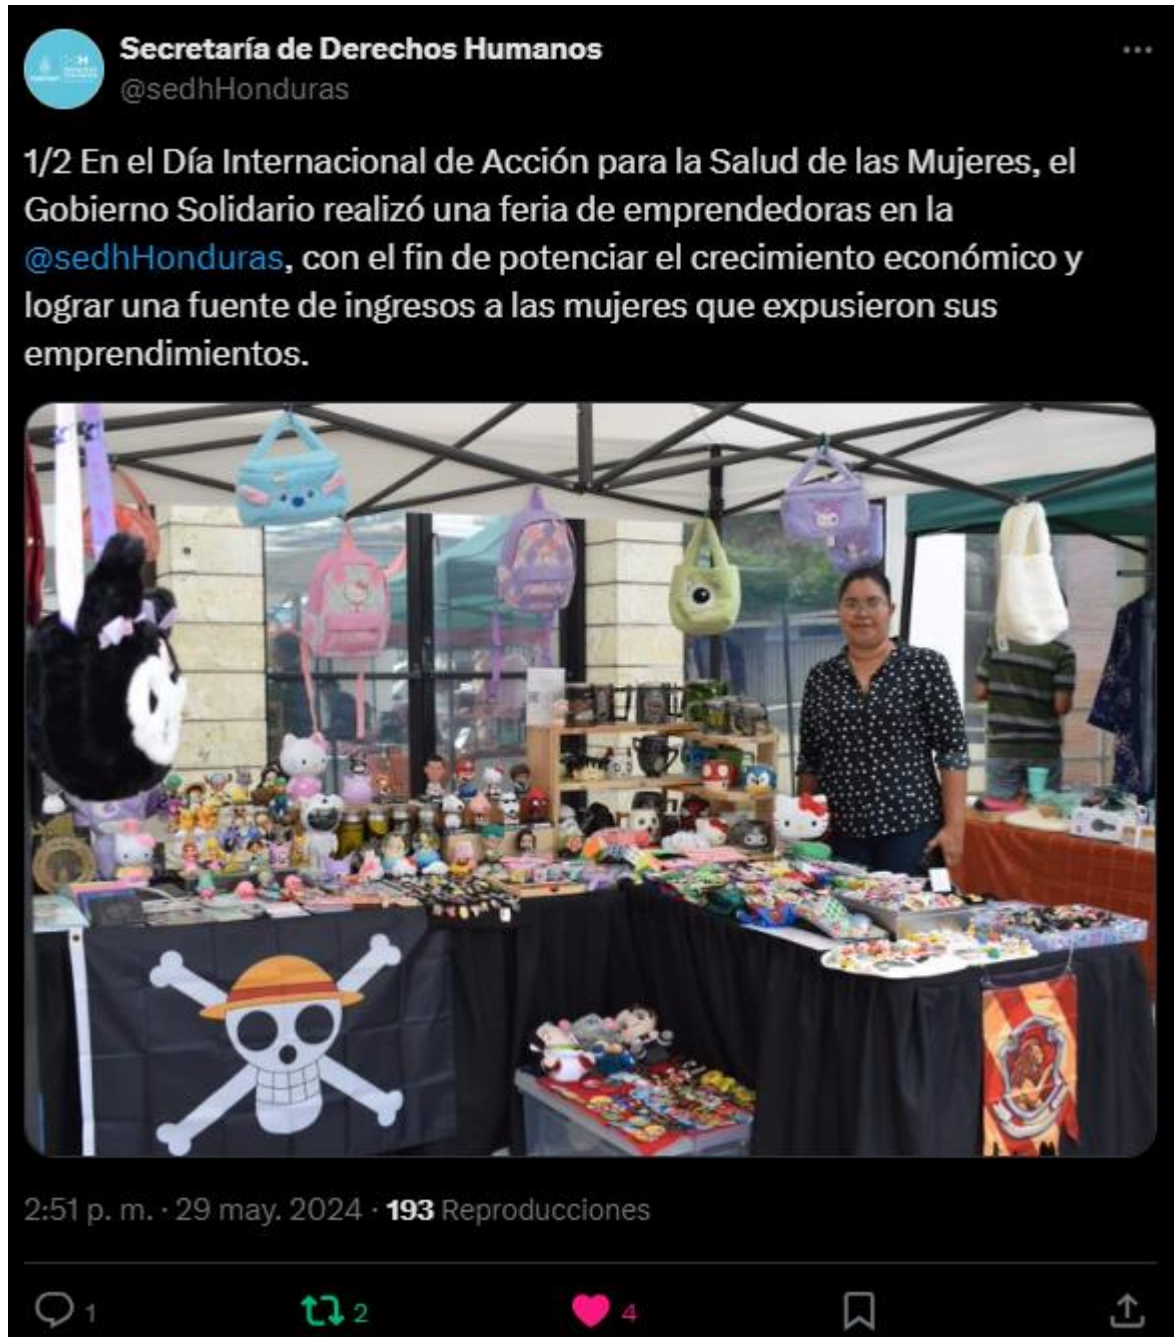 Secretaría de Derechos Humanos
@sedhHonduras
1/2 En el Día Internacional de Acción para la Salud de las Mujeres, el
Gobierno Solidario realizó una feria de emprendedoras en la
@sedhHonduras, con el fin de potenciar el crecimiento económico y
lograr una fuente de ingresos a las mujeres que expusieron sus
emprendimientos.
2:51 p. m. · 29 may. 2024 · 193 Reproducciones
1 2 4